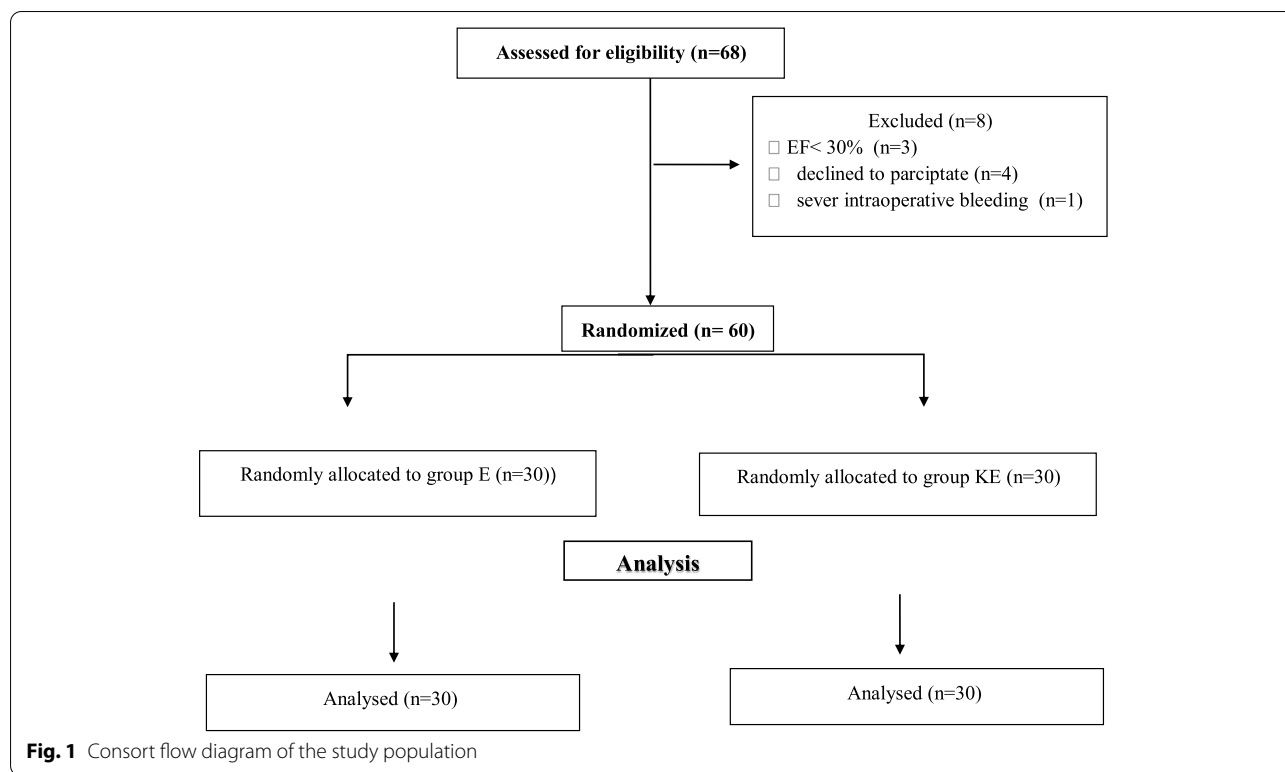 Assessed for eligibility (n=68)
Excluded (n=8)
□ EF< 30% (n=3)
□ declined to parciptate (n=4)
□ sever intraoperative bleeding (n=1)
Randomized (n= 60)
Randomly allocated to group E (n=30))
Randomly allocated to group KE (n=30)
Analysis
Analysed (n=30)
Analysed (n=30)
Fig. 1 Consort flow diagram of the study population